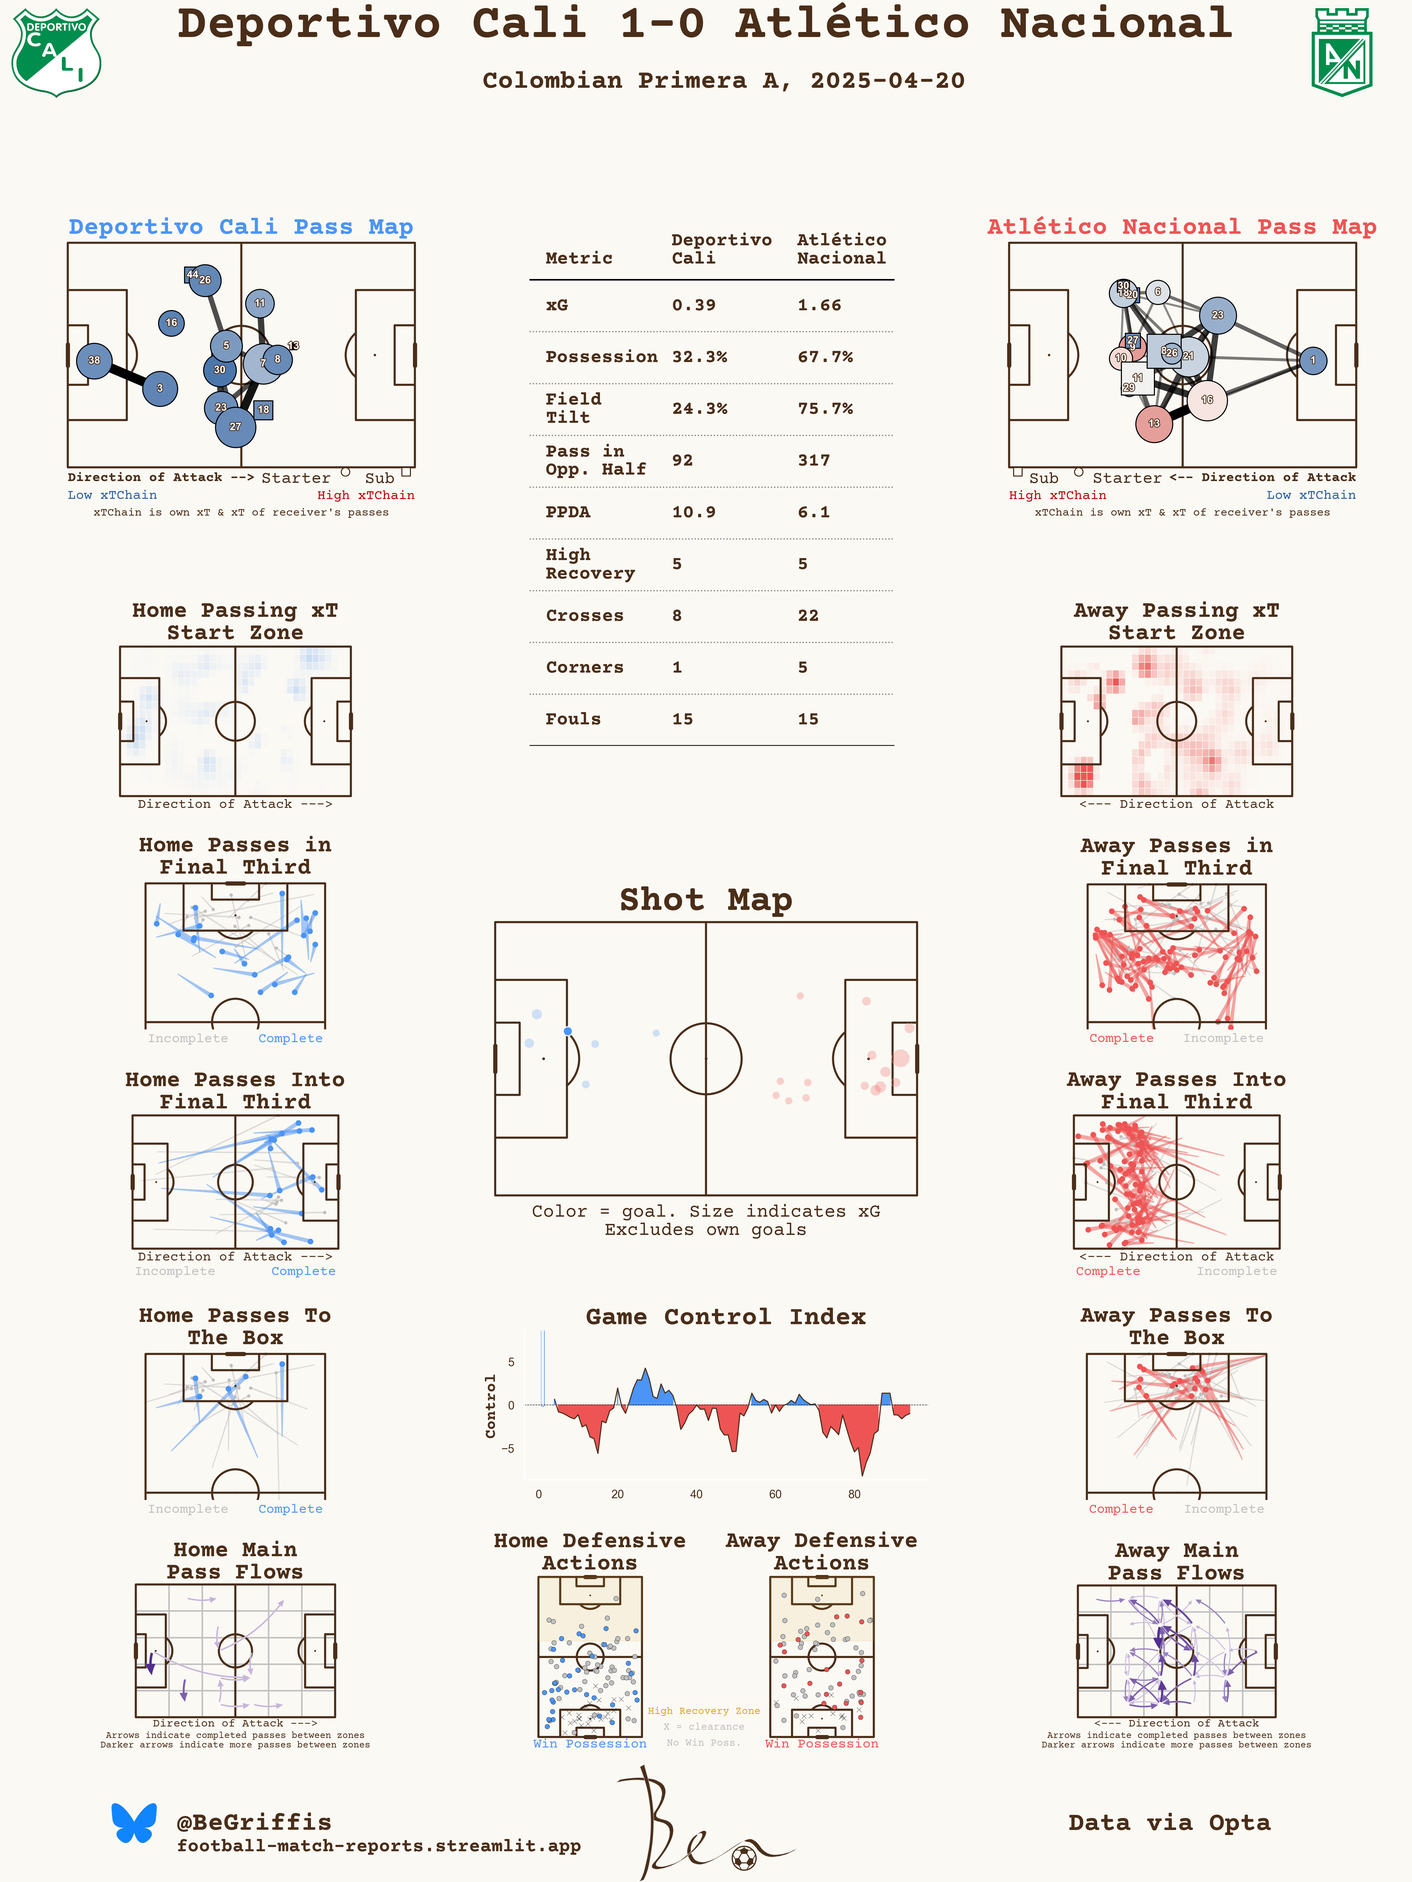 Deportivo Cali 1-0 Atlético Nacional
Colombian Primera A, 2025-04-20
DEPORTIVO
CALI
AN
Deportivo Cali Pass Map
44
26
11
16
5
13
38
7
8
30
3
23
18
27
Direction of Attack --> Starter Sub
Low xTChain High xTChain
xTChain is own xT & xT of receiver's passes
Metric Deportivo Cali Atlético Nacional
xG 0.39 1.66
Possession 32.3% 67.7%
Field Tilt 24.3% 75.7%
Pass in Opp. Half 92 317
PPDA 10.9 6.1
High Recovery 5 5
Crosses 8 22
Corners 1 5
Fouls 15 15
Atlético Nacional Pass Map
30
18
20
6
23
27
10
26
21
1
11
29
16
13
Sub Starter <-- Direction of Attack
High xTChain Low xTChain
xTChain is own xT & xT of receiver's passes
Home Passing xT
Start Zone
Direction of Attack --->
Away Passing xT
Start Zone
<--- Direction of Attack
Home Passes in
Final Third
Incomplete Complete
Away Passes in
Final Third
Complete Incomplete
Shot Map
Color = goal. Size indicates xG
Excludes own goals
Home Passes Into
Final Third
Direction of Attack --->
Incomplete Complete
Away Passes Into
Final Third
<--- Direction of Attack
Complete Incomplete
Home Passes To
The Box
Incomplete Complete
Game Control Index
Control
5
0
−5
0 20 40 60 80
Away Passes To
The Box
Complete Incomplete
Home Main
Pass Flows
Direction of Attack --->
Arrows indicate completed passes between zones
Darker arrows indicate more passes between zones
Home Defensive
Actions
Win Possession
Away Defensive
Actions
Win Possession
High Recovery Zone
X = clearance
No Win Poss.
Away Main
Pass Flows
<--- Direction of Attack
Arrows indicate completed passes between zones
Darker arrows indicate more passes between zones
@BeGriffis
football-match-reports.streamlit.app
Ben
Data via Opta